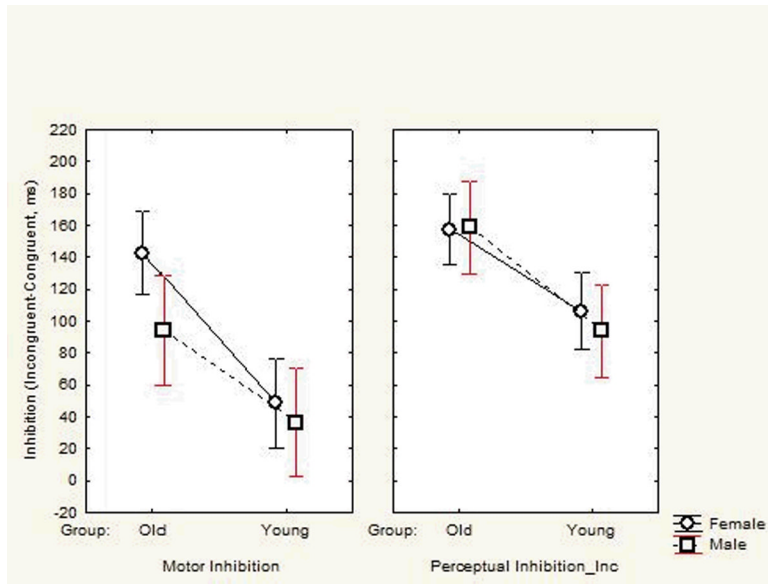 Inhibition (Incongruent-Congruent, ms)
220
200
180
160
140
120
100
80
60
40
20
0
-20
Group: Old Young
Motor Inhibition
Group: Old Young
Perceptual Inhibition_Inc
Female
Male